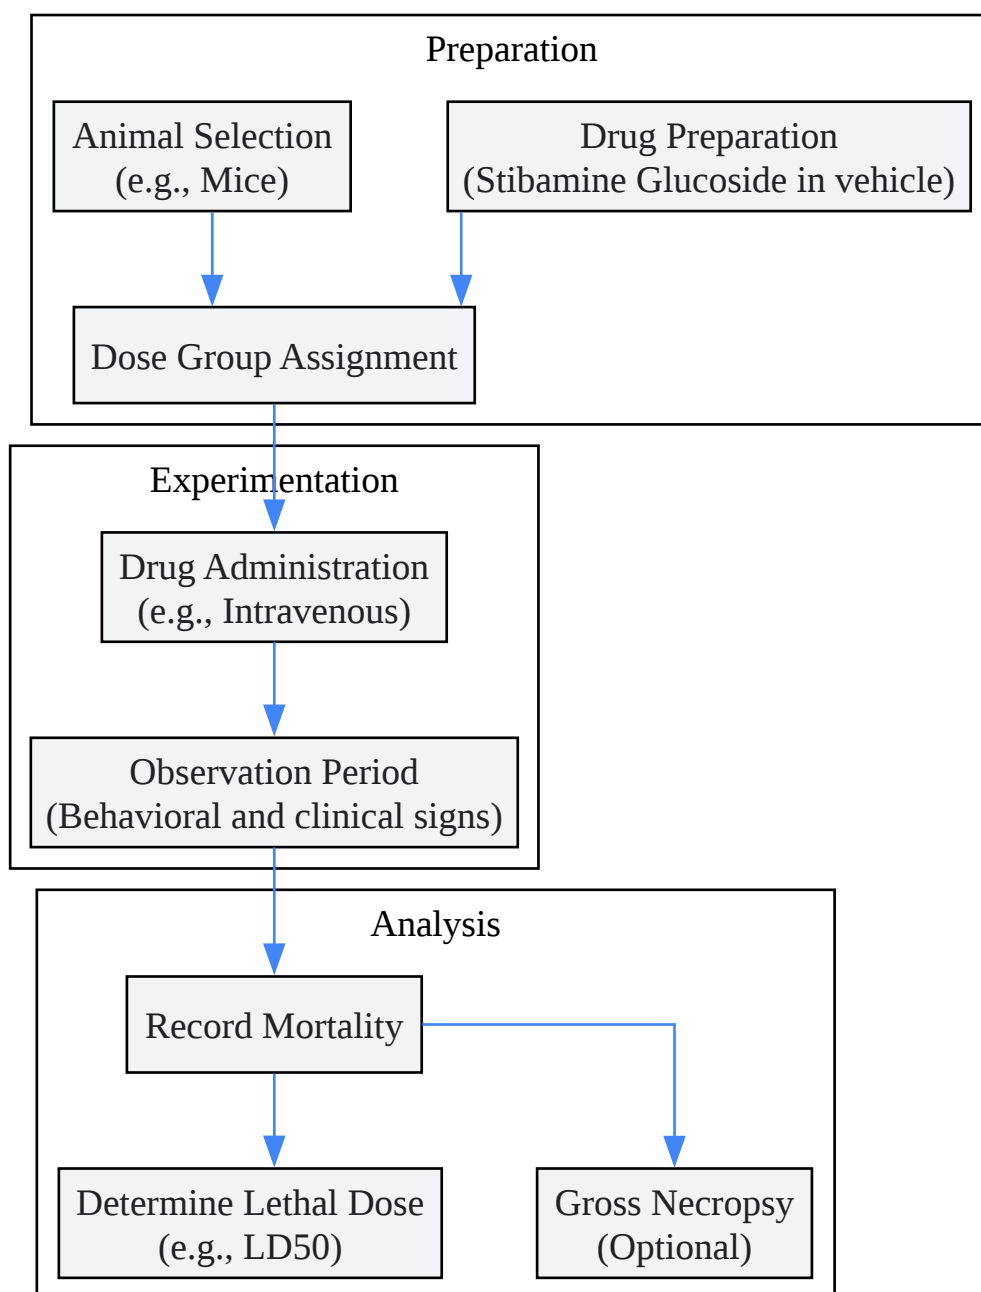 Preparation
Animal Selection
(e.g., Mice)
Drug Preparation
(Stibamine Glucoside in vehicle)
Dose Group Assignment
Experimentation
Drug Administration
(e.g., Intravenous)
Observation Period
(Behavioral and clinical signs)
Analysis
Record Mortality
Determine Lethal Dose
(e.g., LD50)
Gross Necropsy
(Optional)